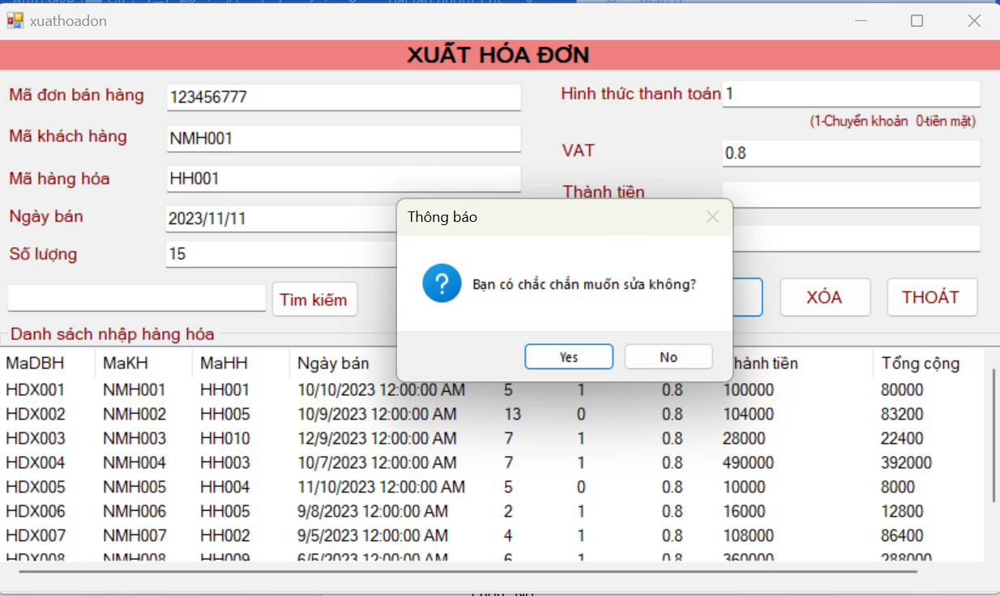 xuathoadon
XUẤT HÓA ĐƠN
Mã đơn bán hàng 123456777
Hình thức thanh toán 1
(1-Chuyển khoản 0-tiền mặt)
Mã khách hàng NMH001
VAT 0.8
Mã hàng hóa HH001
Thành tiền
Ngày bán 2023/11/11
Số lượng 15
Thông báo
Bạn có chắc chắn muốn sửa không?
Yes No
Tìm kiếm
XÓA THOÁT
Danh sách nhập hàng hóa
MaDBH MaKH MaHH Ngày bán hành tiền Tổng cộng
HDX001 NMH001 HH001 10/10/2023 12:00:00 AM 5 1 0.8 100000 80000
HDX002 NMH002 HH005 10/9/2023 12:00:00 AM 13 0 0.8 104000 83200
HDX003 NMH003 HH010 12/9/2023 12:00:00 AM 7 1 0.8 28000 22400
HDX004 NMH004 HH003 10/7/2023 12:00:00 AM 7 1 0.8 490000 392000
HDX005 NMH005 HH004 11/10/2023 12:00:00 AM 5 0 0.8 10000 8000
HDX006 NMH006 HH005 9/8/2023 12:00:00 AM 2 1 0.8 16000 12800
HDX007 NMH007 HH002 9/5/2023 12:00:00 AM 4 1 0.8 108000 86400
HDX008 NMH008 HH009 6/5/2023 12:00:00 AM 6 1 0.8 360000 288000